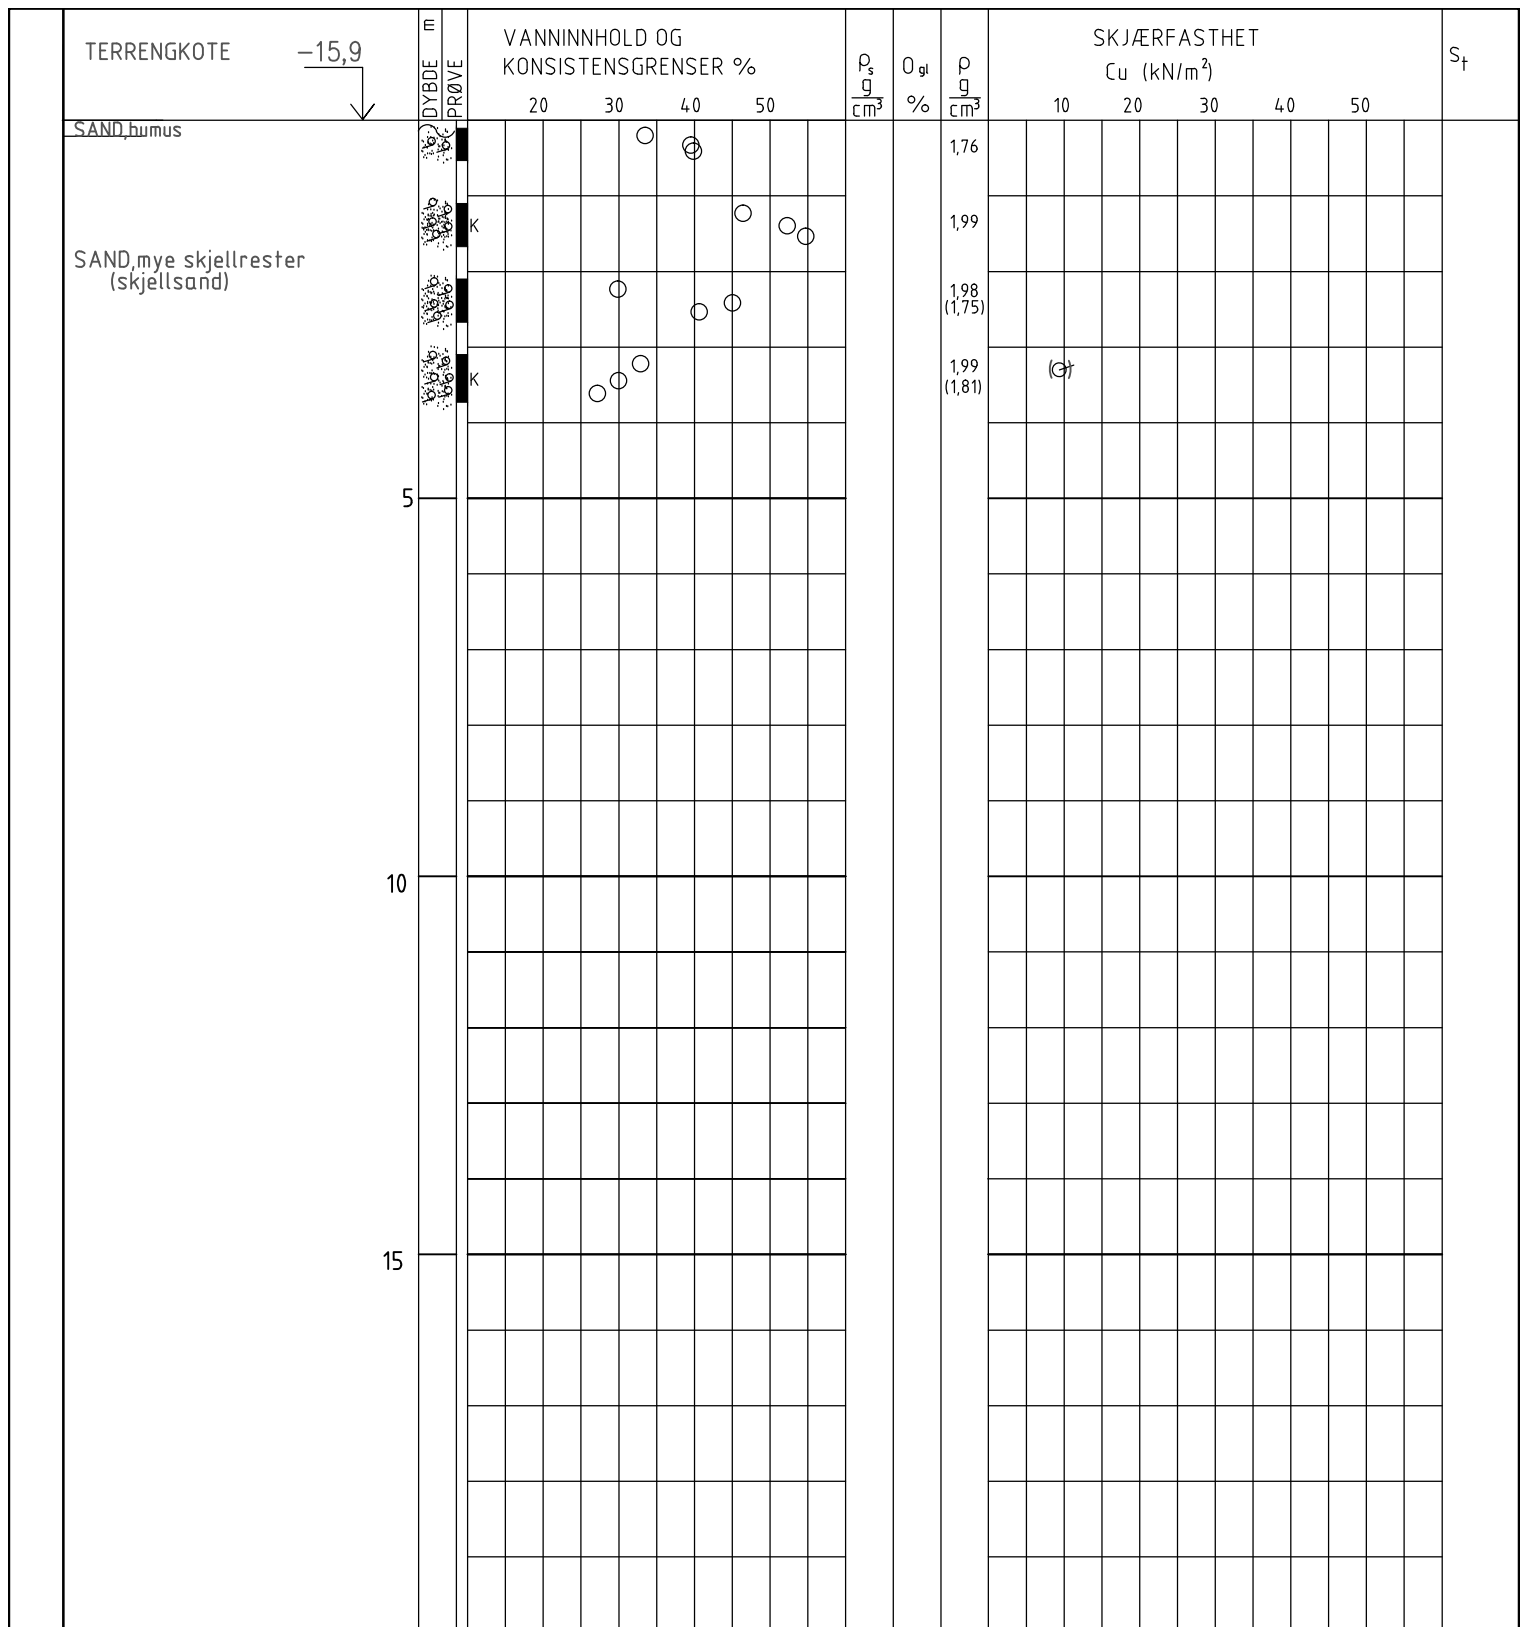 TERRENGKOTE -15,9
DYBDE m
PRØVE
VANNINNHOLD OG
KONSISTENSGRENSER %
20 30 40 50
ρs
g
cm³
O gl
%
ρ
g
cm³
SKJÆRFASTHET
Cu (kN/m²)
10 20 30 40 50
St
SAND,humus
1,76
K
1,99
SAND,mye skjellrester
(skjellsand)
1,98
(1,75)
K
1,99
(1,81)
5
10
15